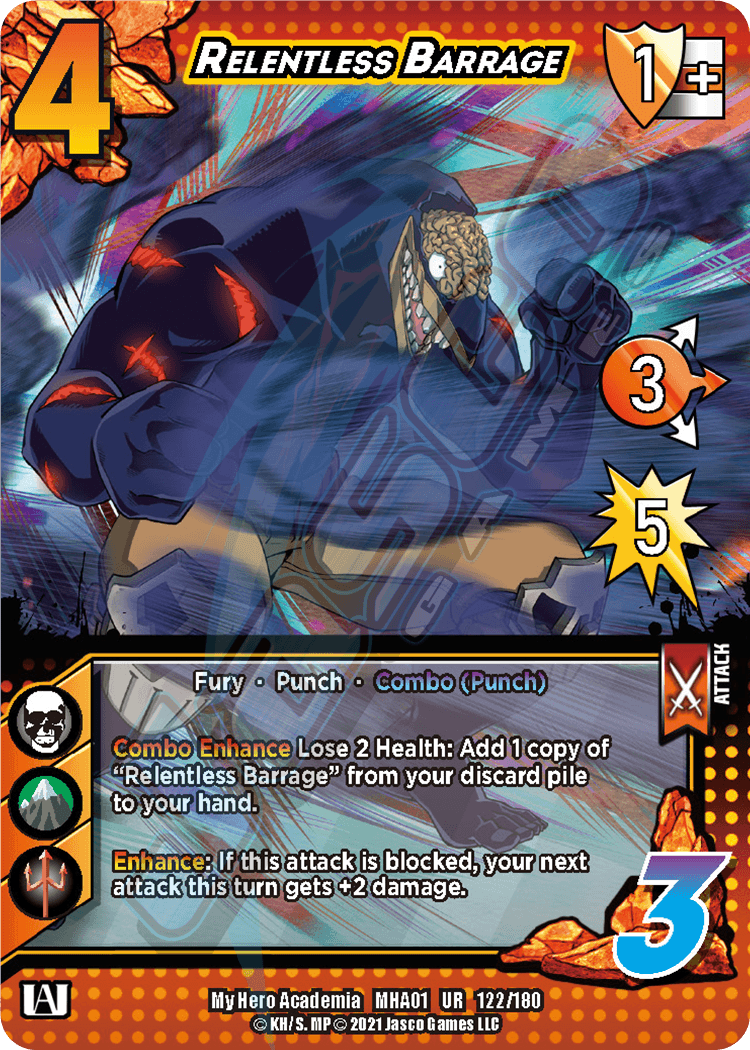 4
RELENTLESS BARRAGE
1 +
3
5
ATTACK
Fury · Punch · Combo (Punch)
Combo Enhance Lose 2 Health: Add 1 copy of
“Relentless Barrage” from your discard pile
to your hand.
Enhance: If this attack is blocked, your next
attack this turn gets +2 damage.
3
UA
My Hero Academia MHA01 UR 122/180
© KH/S. MP © 2021 Jasco Games LLC